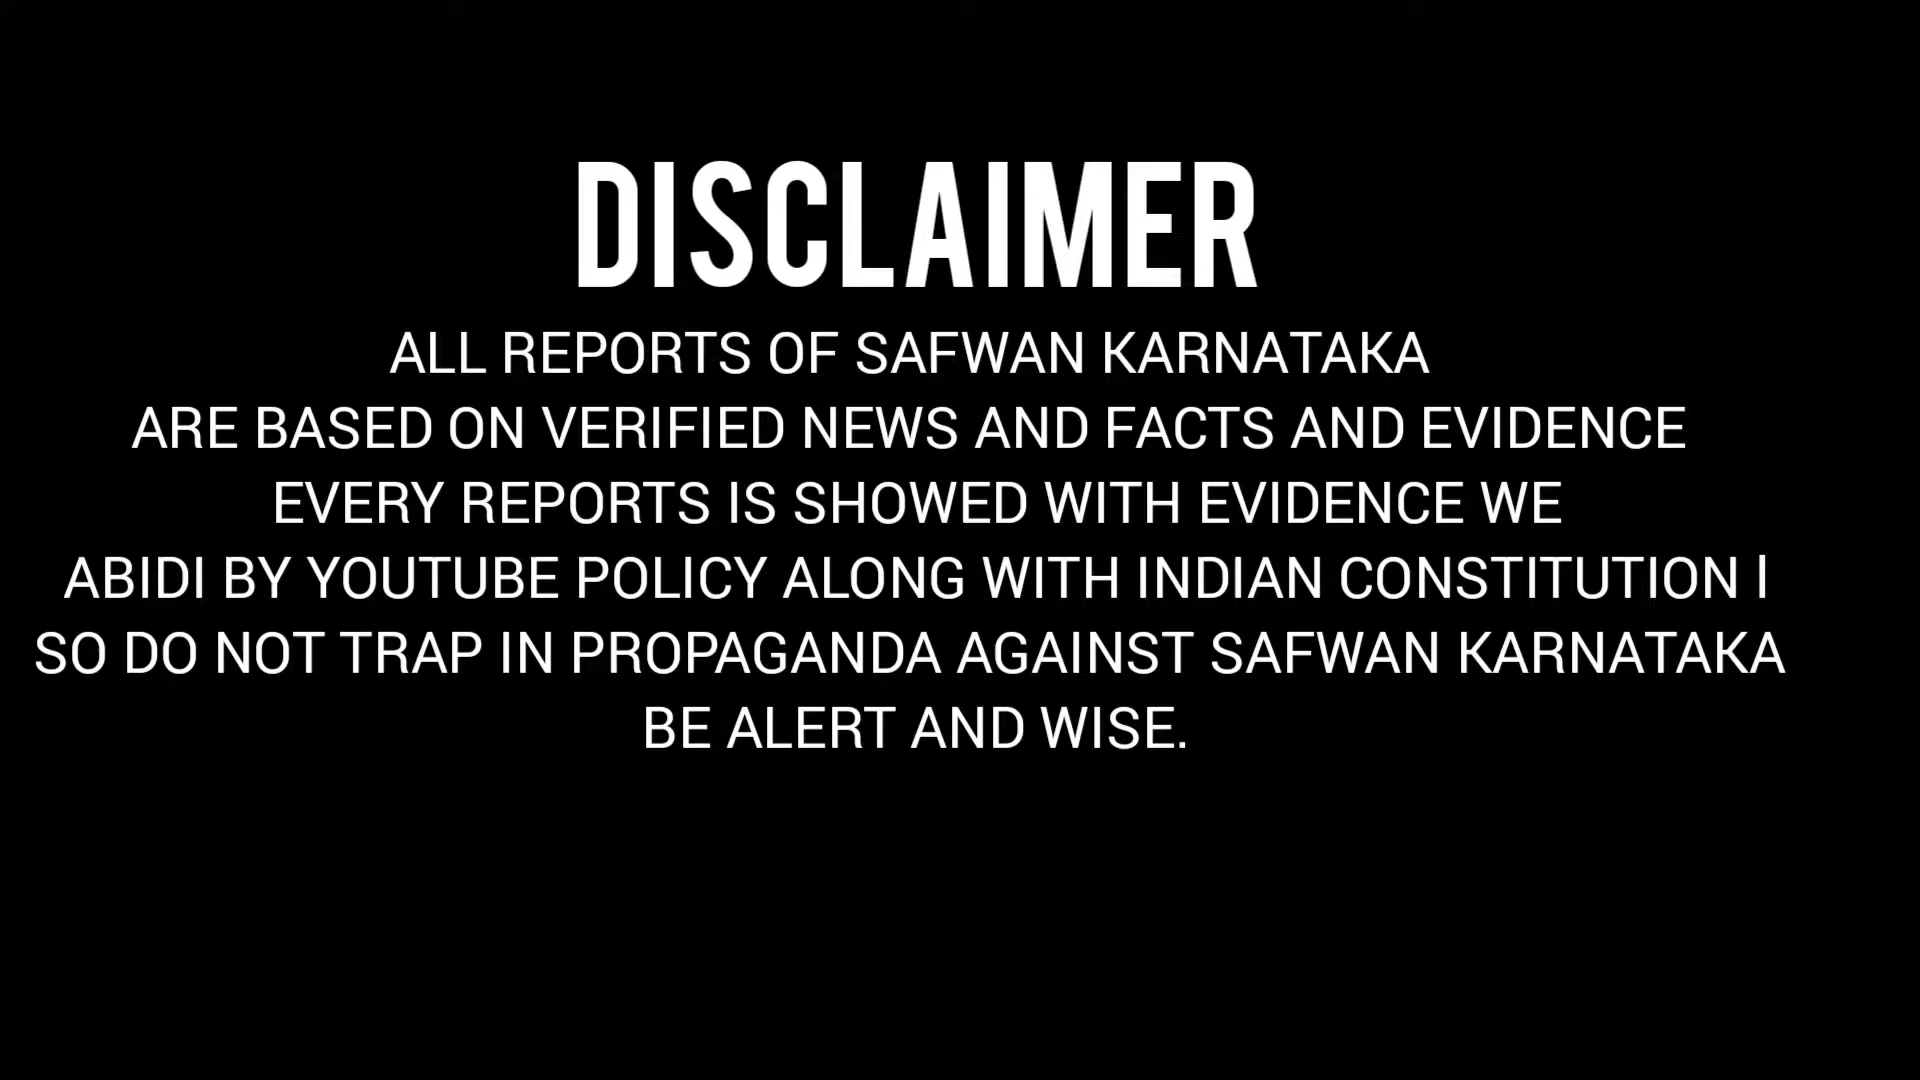 DISCLAIMER
ALL REPORTS OF SAFWAN KARNATAKA
ARE BASED ON VERIFIED NEWS AND FACTS AND EVIDENCE
EVERY REPORTS IS SHOWED WITH EVIDENCE WE
ABIDI BY YOUTUBE POLICY ALONG WITH INDIAN CONSTITUTION l
SO DO NOT TRAP IN PROPAGANDA AGAINST SAFWAN KARNATAKA
BE ALERT AND WISE.